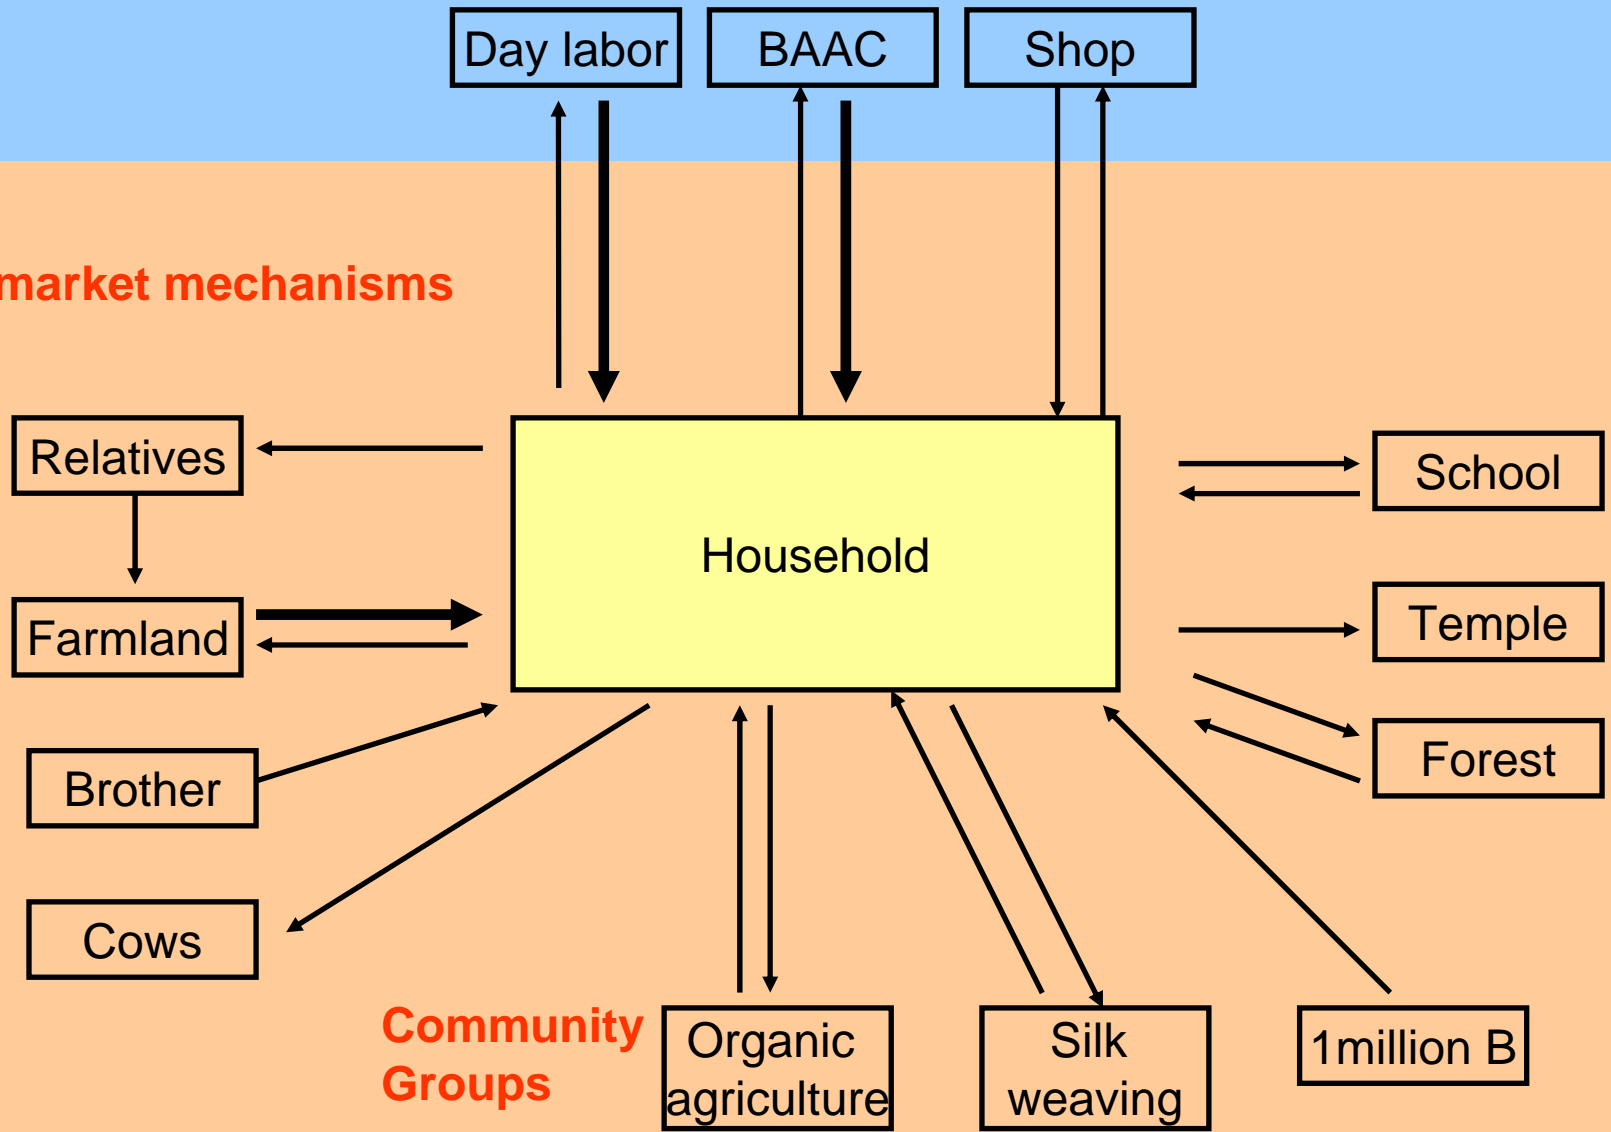 Day labor
BAAC
Shop
market mechanisms
Relatives
School
Household
Farmland
Temple
Brother
Forest
Cows
Community
Groups
Organic
agriculture
Silk
weaving
1million B